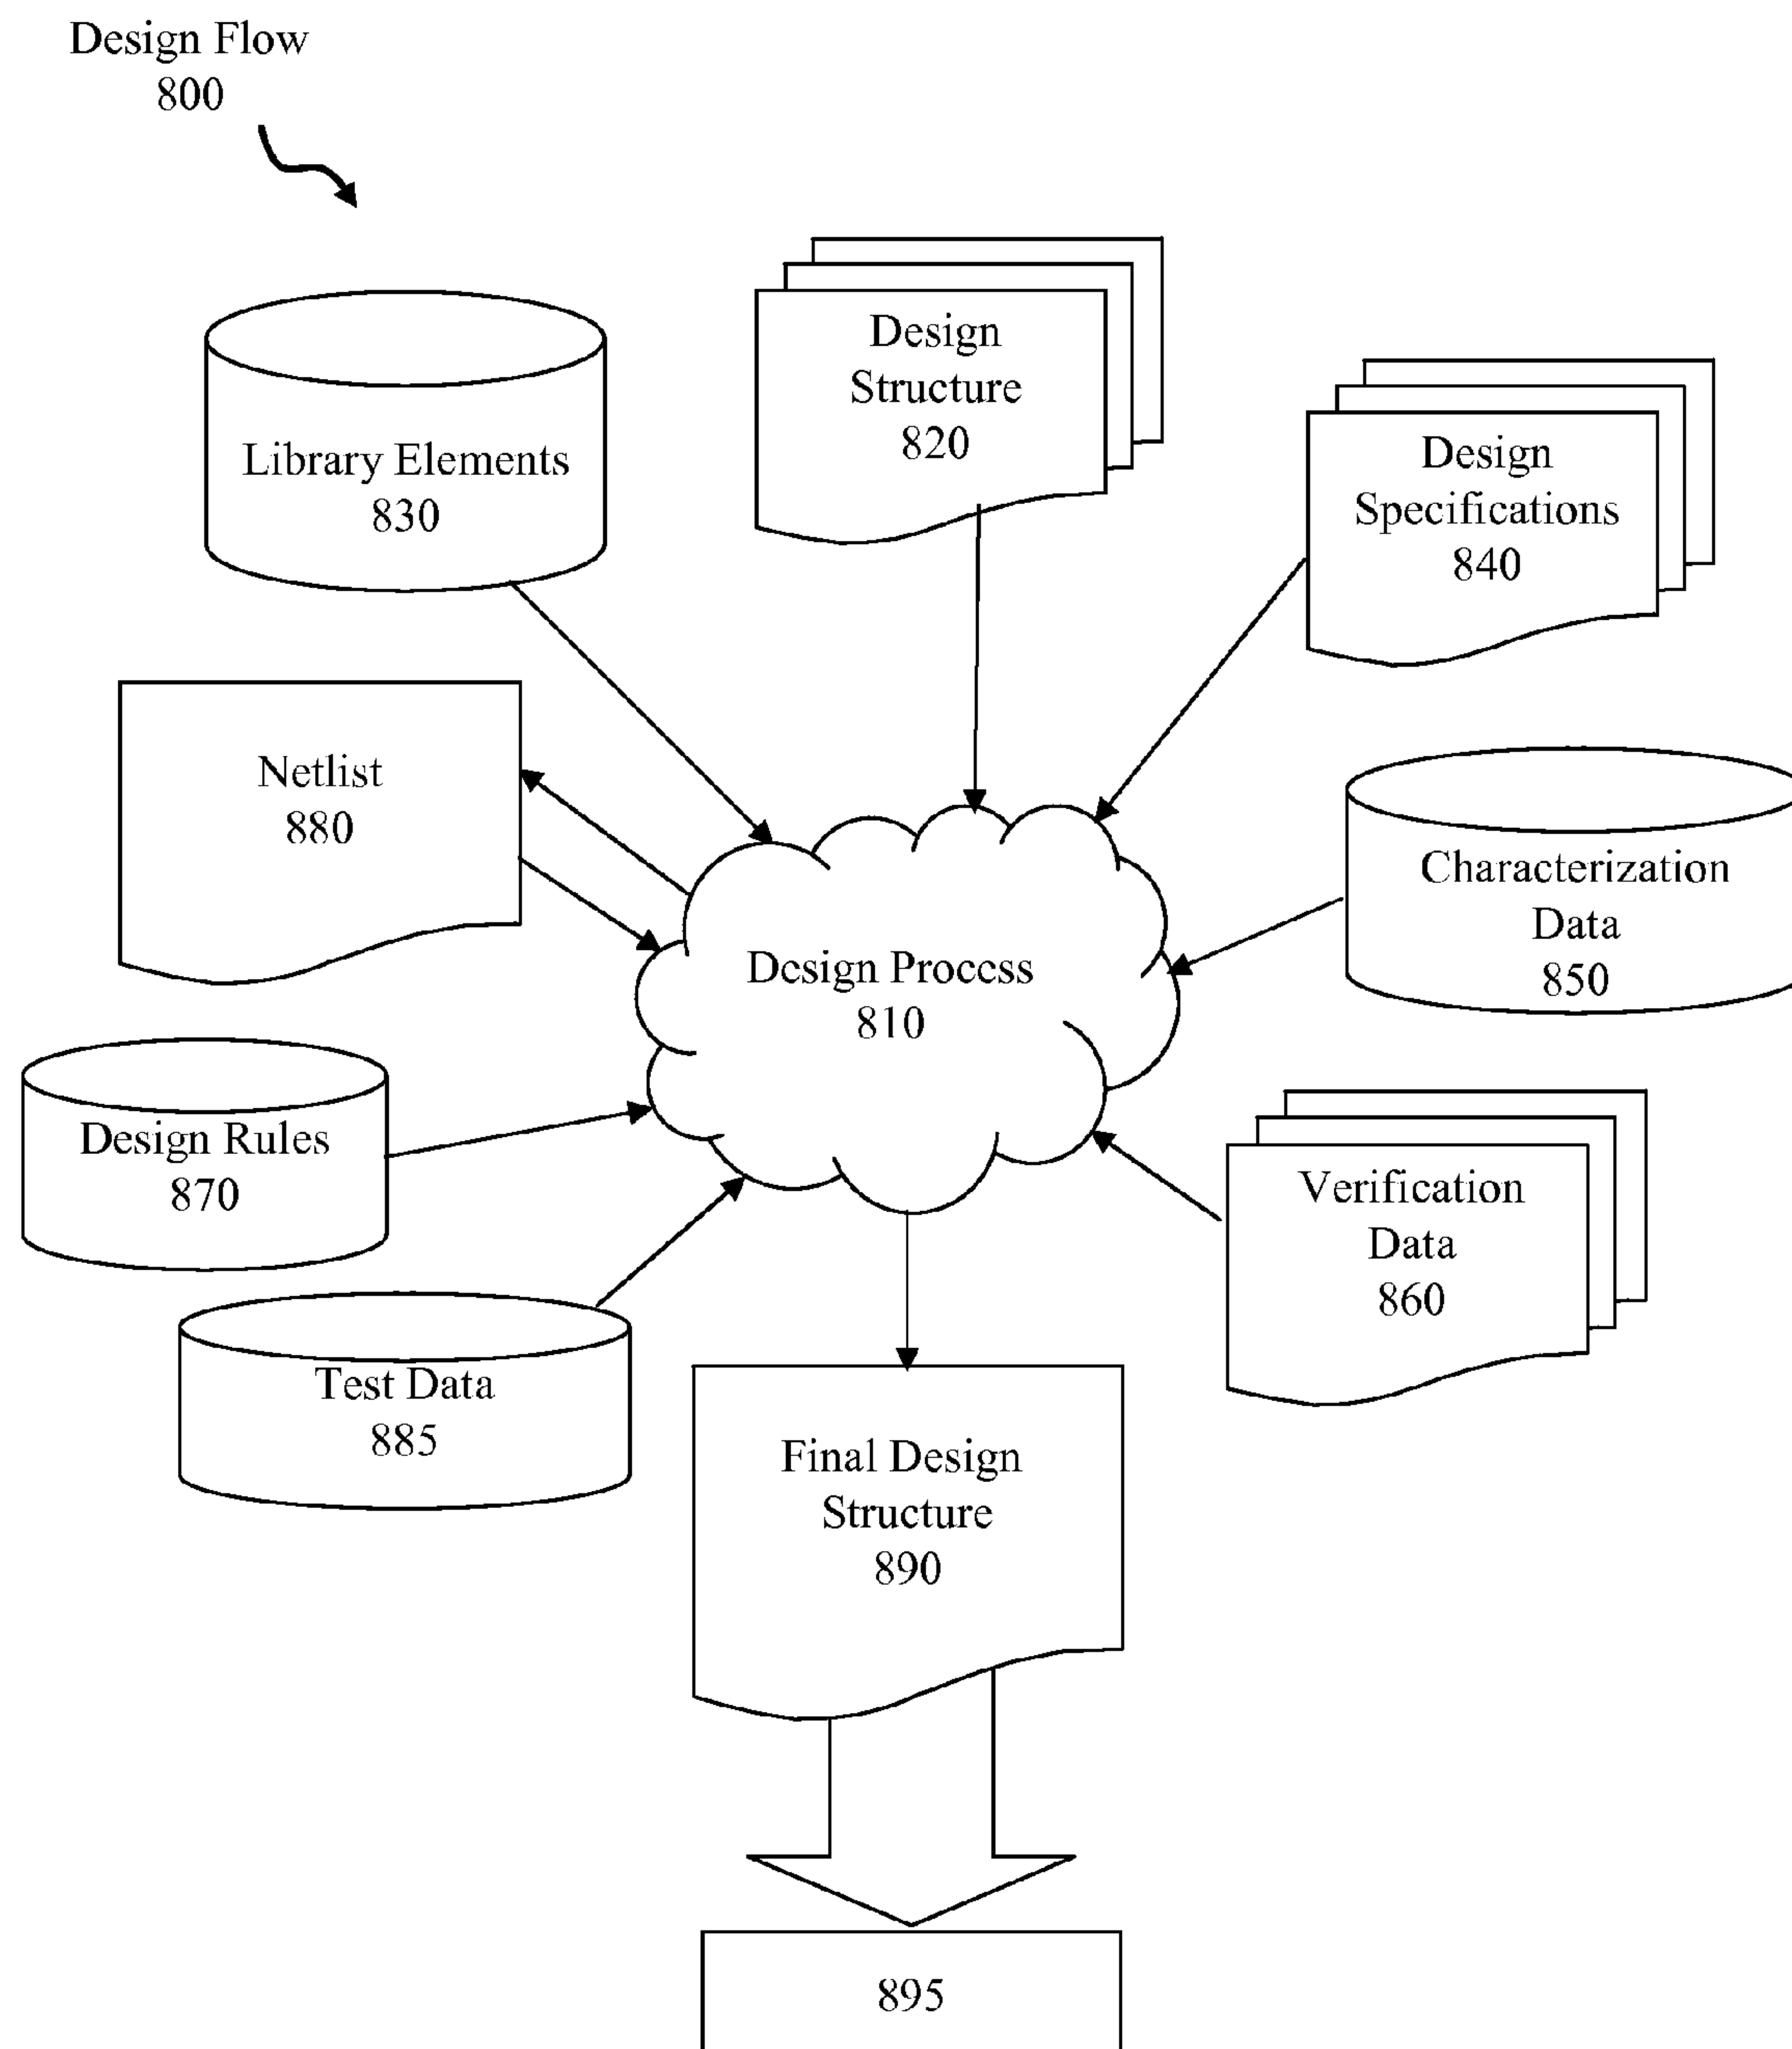 Design Flow
800
Design
Structure
820
Library Elements
830
Design
Specifications
840
Netlist
880
Characterization
Data
850
Design Process
810
Design Rules
870
Verification
Data
860
Test Data
885
Final Design
Structure
890
895